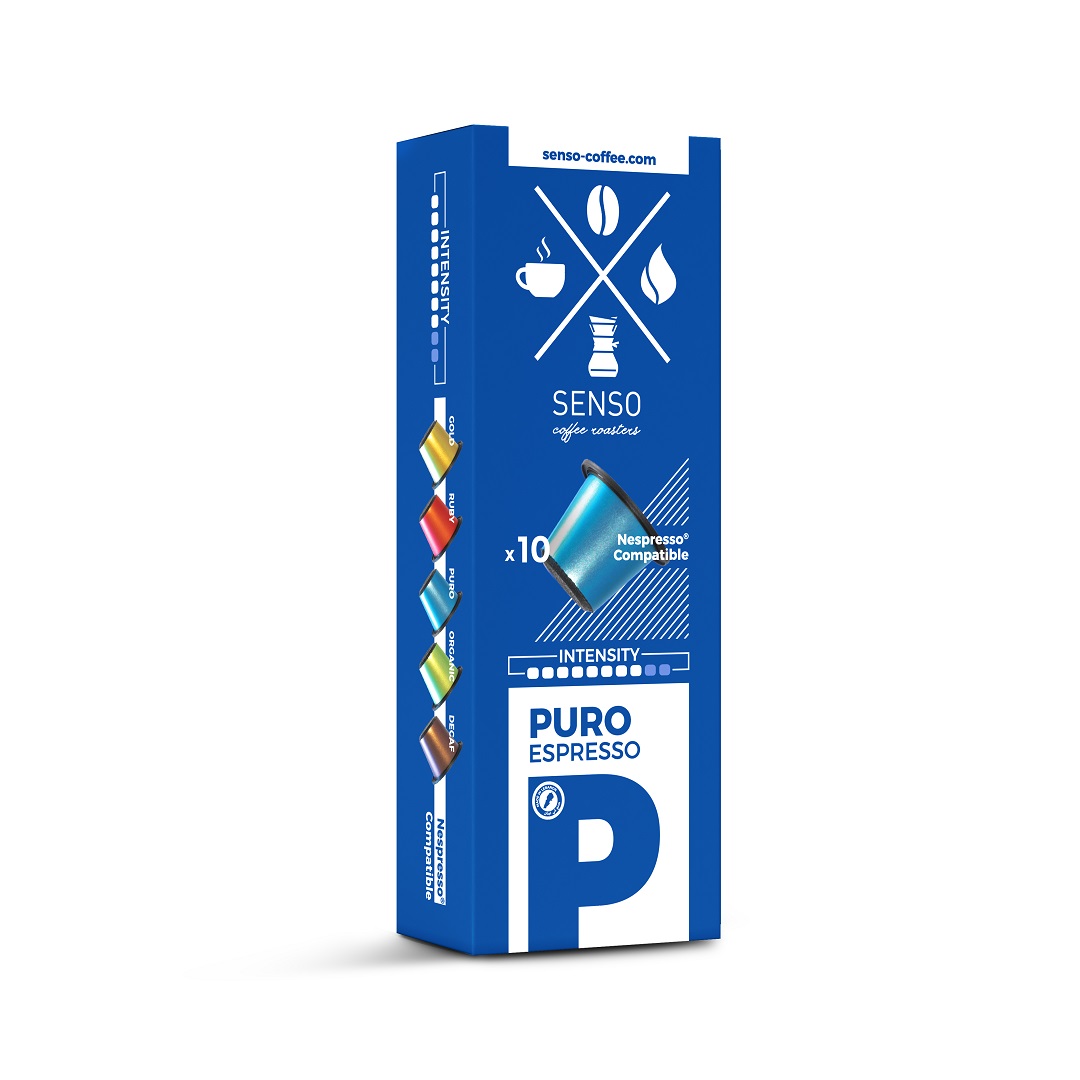 senso-coffee.com
SENSO
coffee roasters
x10
Nespresso®
Compatible
INTENSITY
PURO
ESPRESSO
P
INTENSITY
GOLD
RUBY
PURO
ORGANIC
DECAF
Nespresso®
Compatible